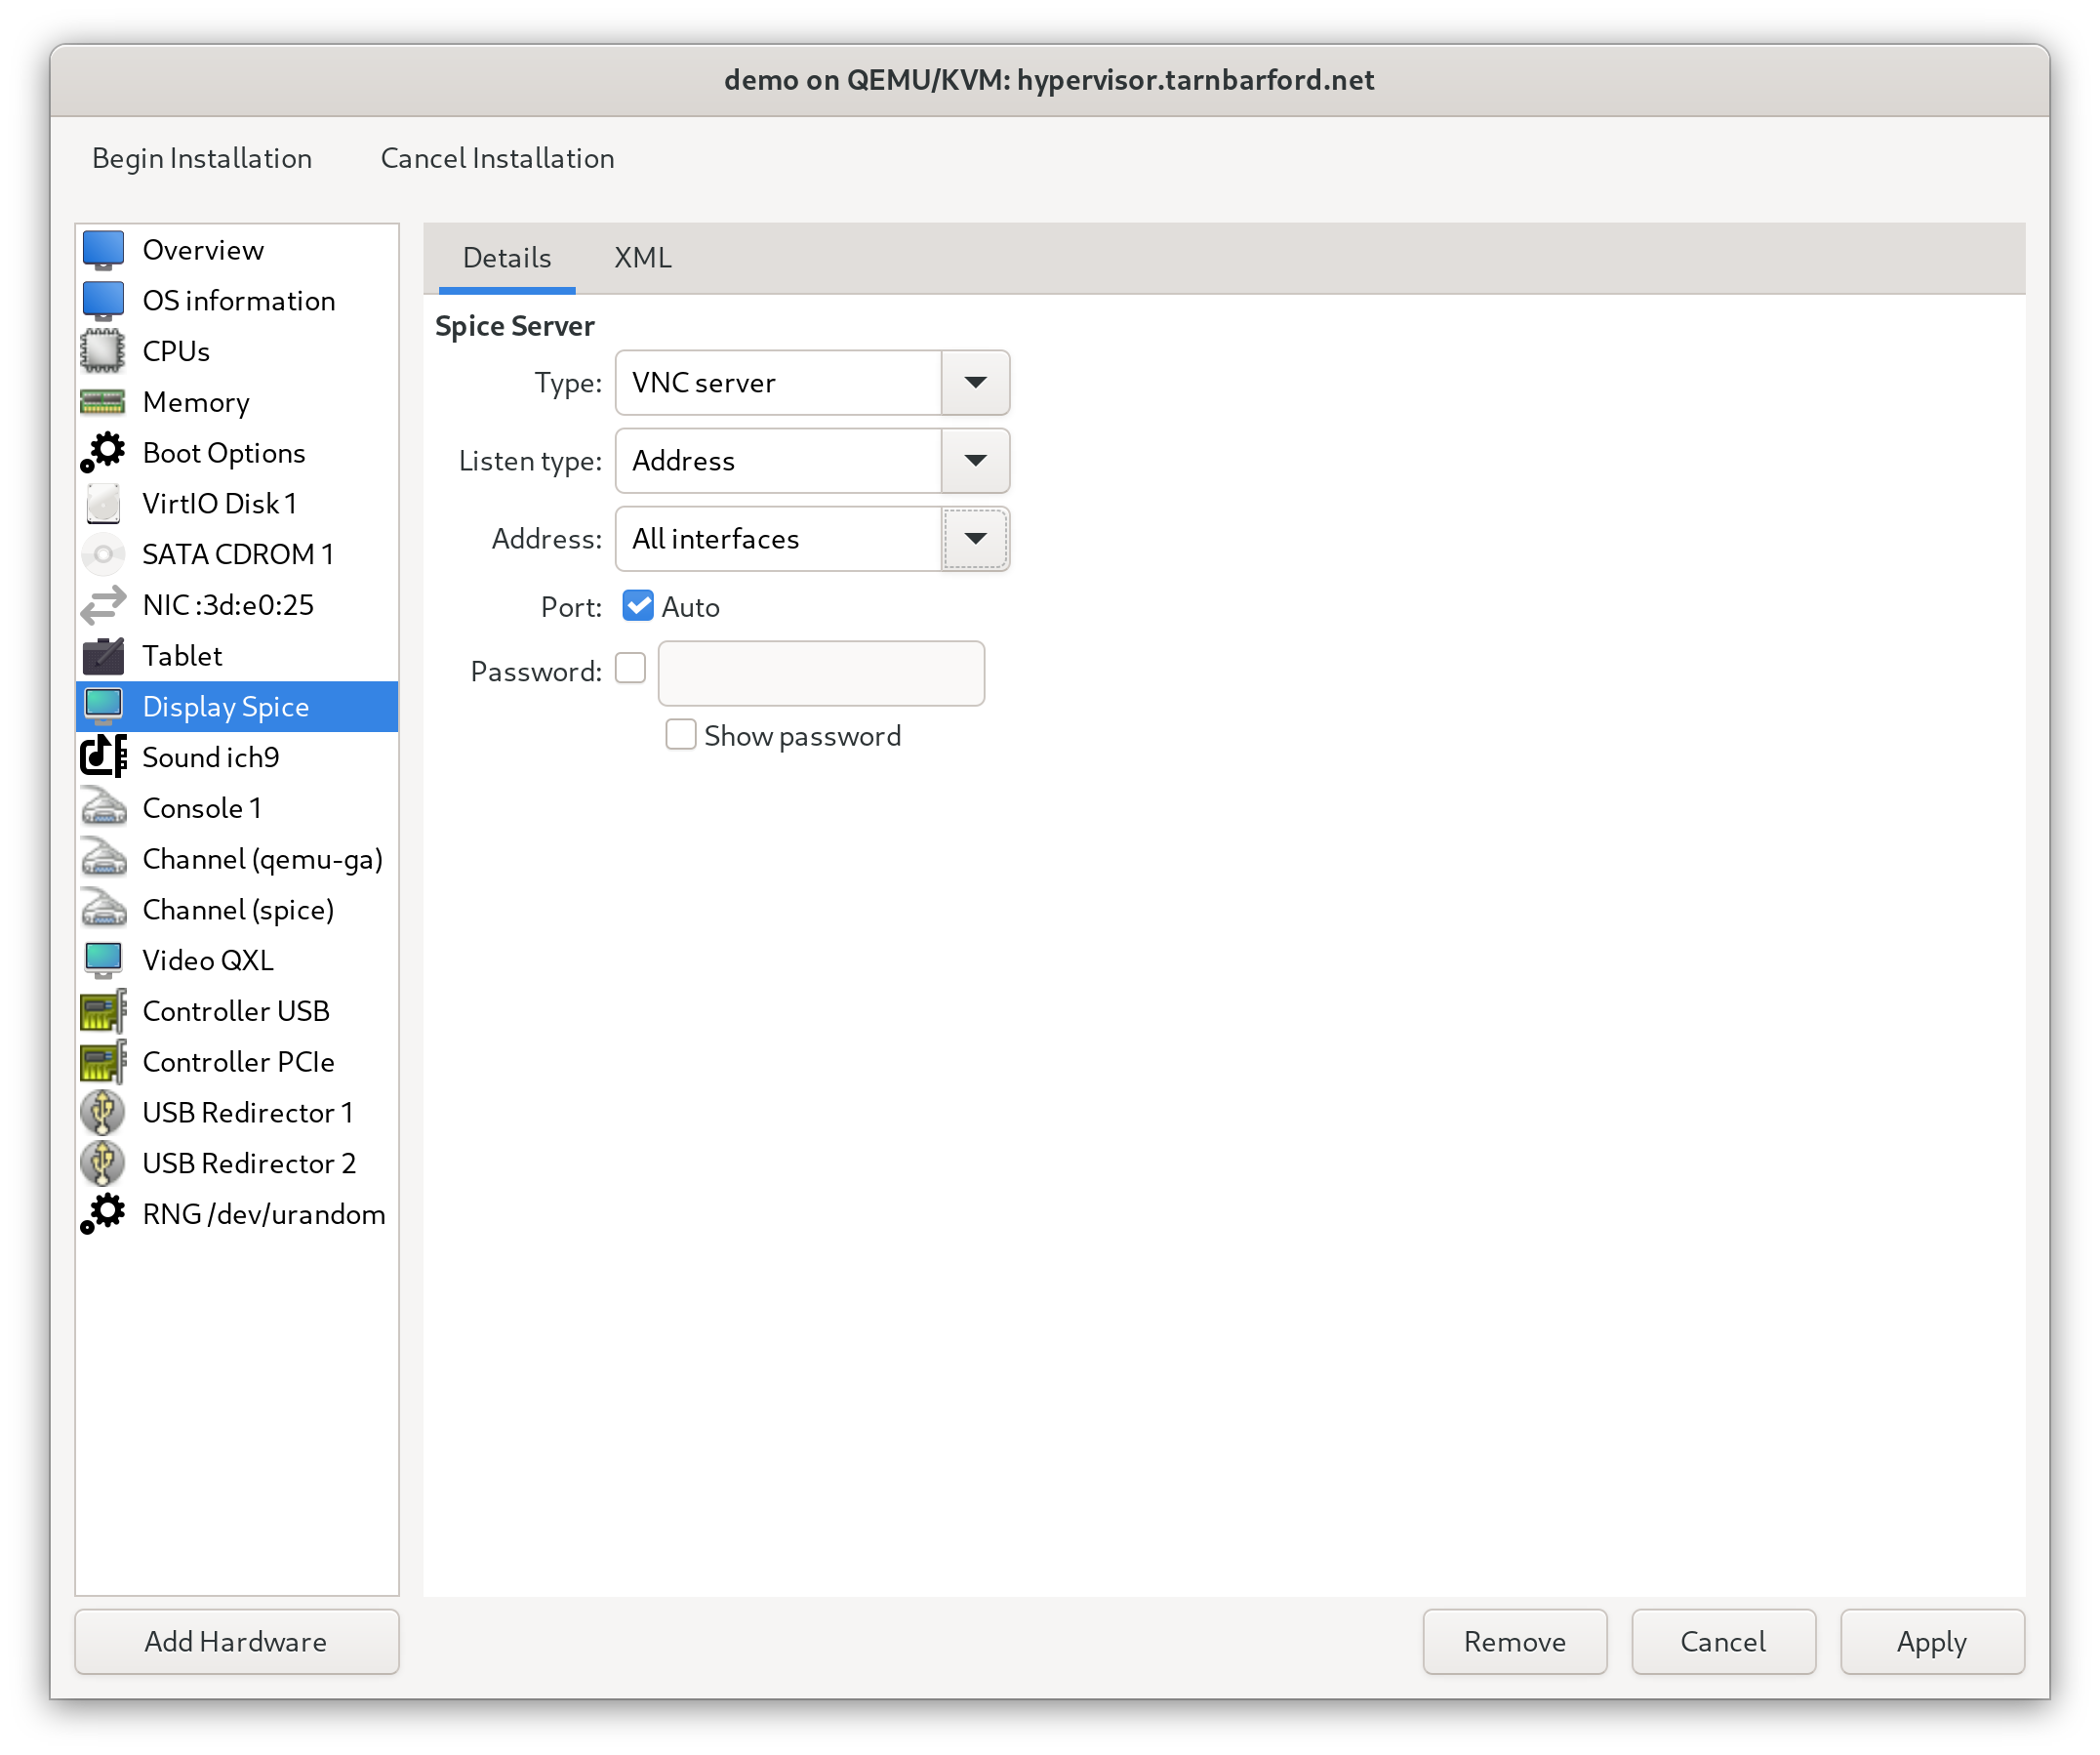 demo on QEMU/KVM: hypervisor.tarnbarford.net
Begin Installation
Cancel Installation
Overview
OS information
CPUs
Memory
Boot Options
VirtIO Disk 1
SATA CDROM 1
NIC :3d:e0:25
Tablet
Display Spice
Sound ich9
Console 1
Channel (qemu-ga)
Channel (spice)
Video QXL
Controller USB
Controller PCIe
USB Redirector 1
USB Redirector 2
RNG /dev/urandom
Add Hardware
Details
XML
Spice Server
Type: VNC server
Listen type: Address
Address: All interfaces
Port: Auto
Password:
Show password
Remove
Cancel
Apply